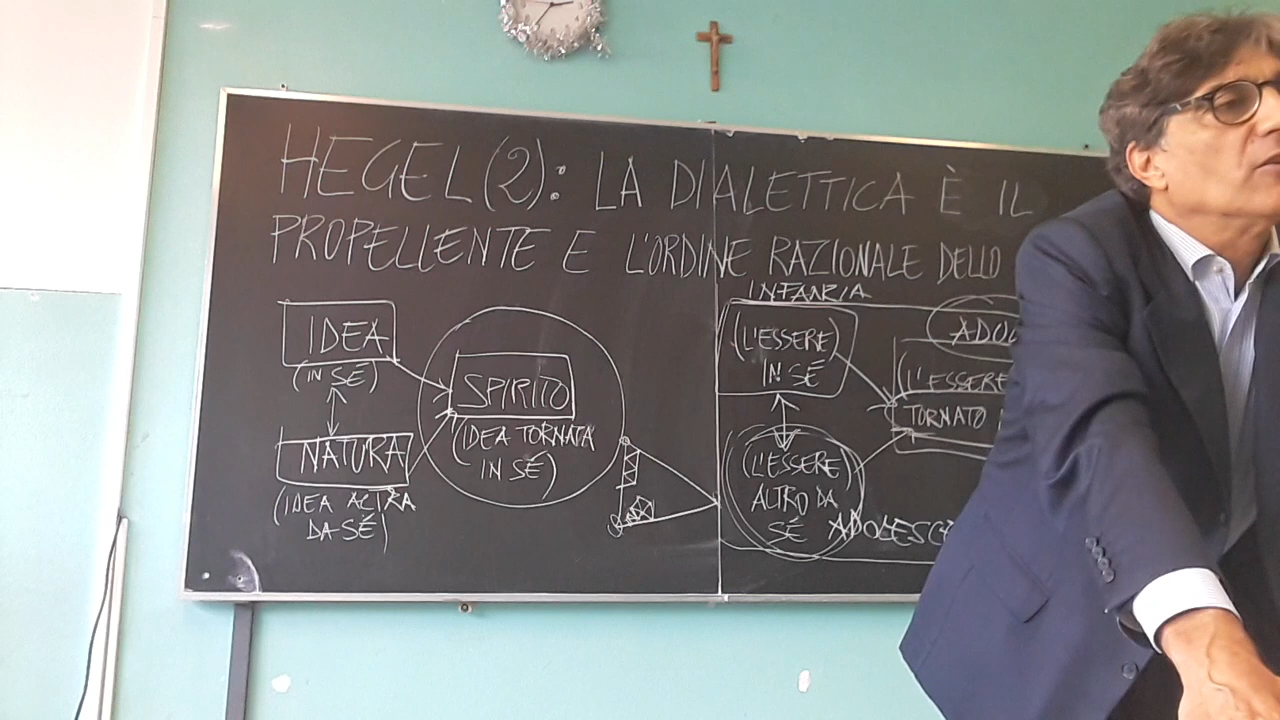 HEGEL (2): LA DIALETTICA È IL
PROPELLENTE E L'ORDINE RAZIONALE DELLO
IDEA
(IN SÉ)
NATURA
(IDEA ALTRA
DA SÉ)
SPIRITO
(IDEA TORNATA
IN SÉ)
INFANZIA
(L'ESSERE)
IN SÉ
(L'ESSERE)
ALTRO DA
SÉ
(L'ESSERE
TORNATO